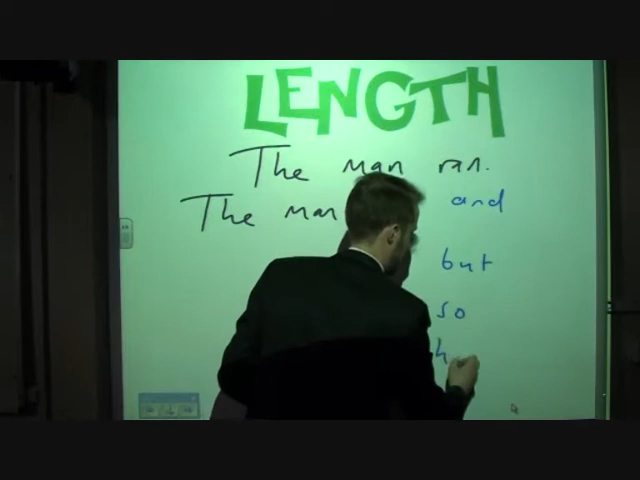 LENGTH
The man ran.
The man and
but
so